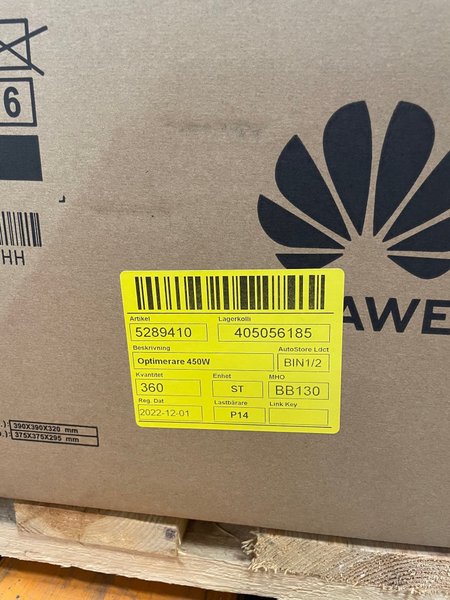 6
HH
AWE
Artikel Lagerkolli
5289410 405056185
Beskrivning AutoStore Ldct
Optimerare 450W BIN1/2
Kvantitet Enhet MHO
360 ST BB130
Reg. Dat Lastbärare Link Key
2022-12-01 P14
.): 390X390X320 mm
.): 375X375X295 mm